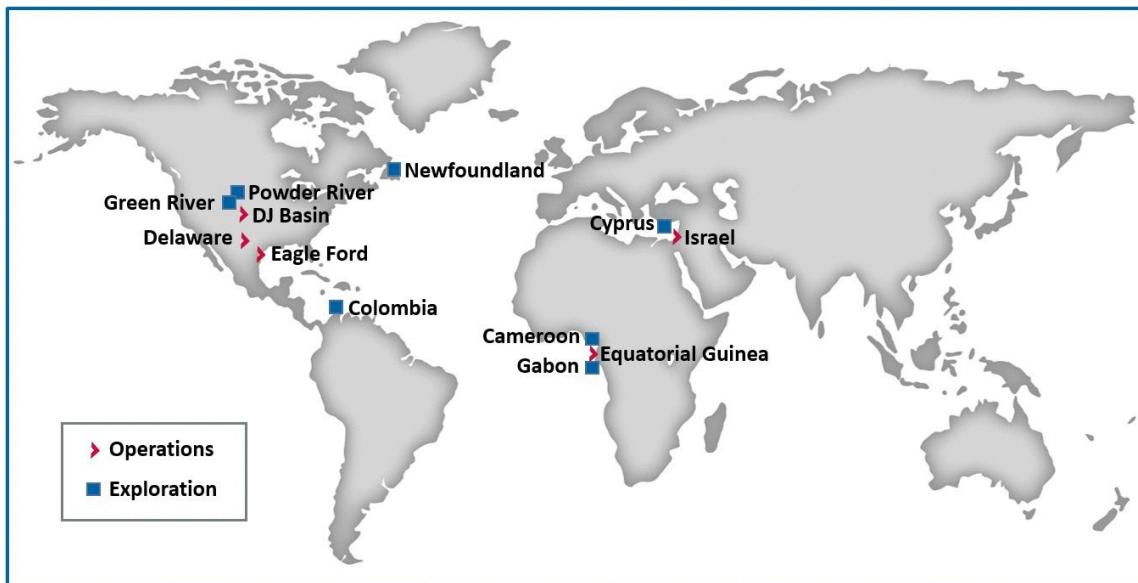 Newfoundland
Powder River
Green River
DJ Basin
Delaware
Eagle Ford
Cyprus
Israel
Colombia
Cameroon
Equatorial Guinea
Gabon
Operations
Exploration